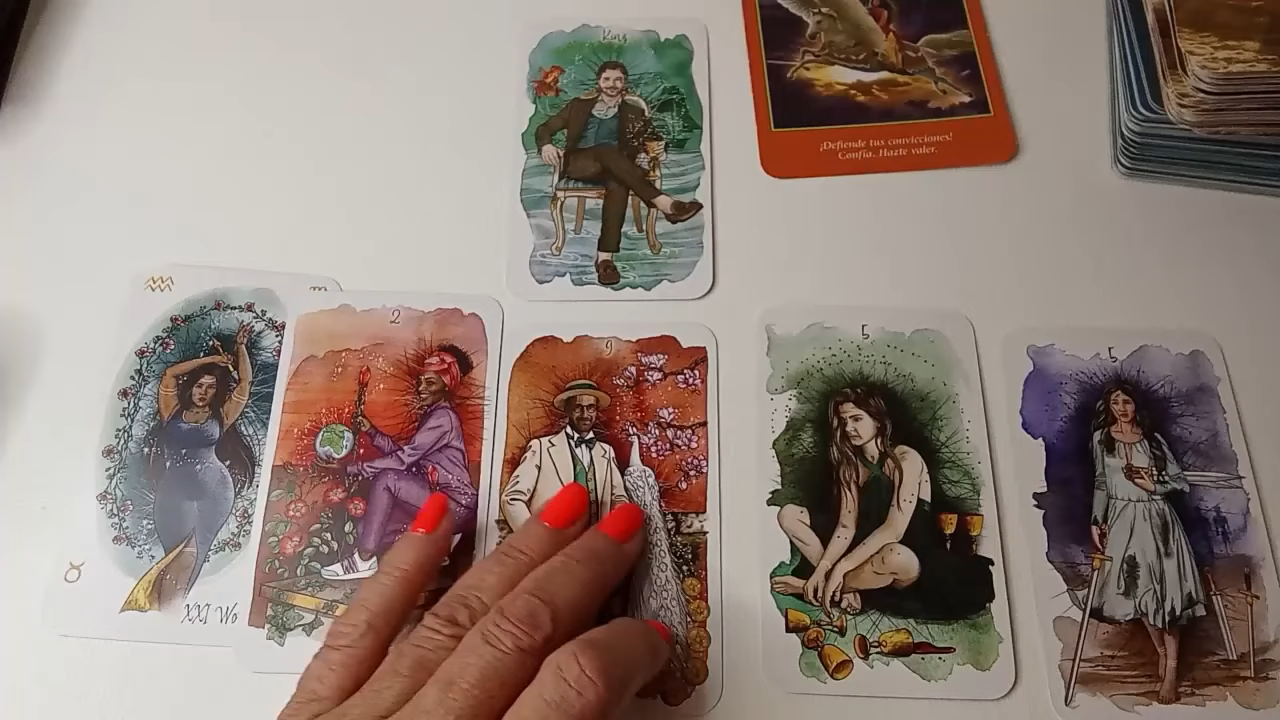 King
¡Defiende tus convicciones!
Confía. Hazte valer.
2
9
5
5
XXI Wo